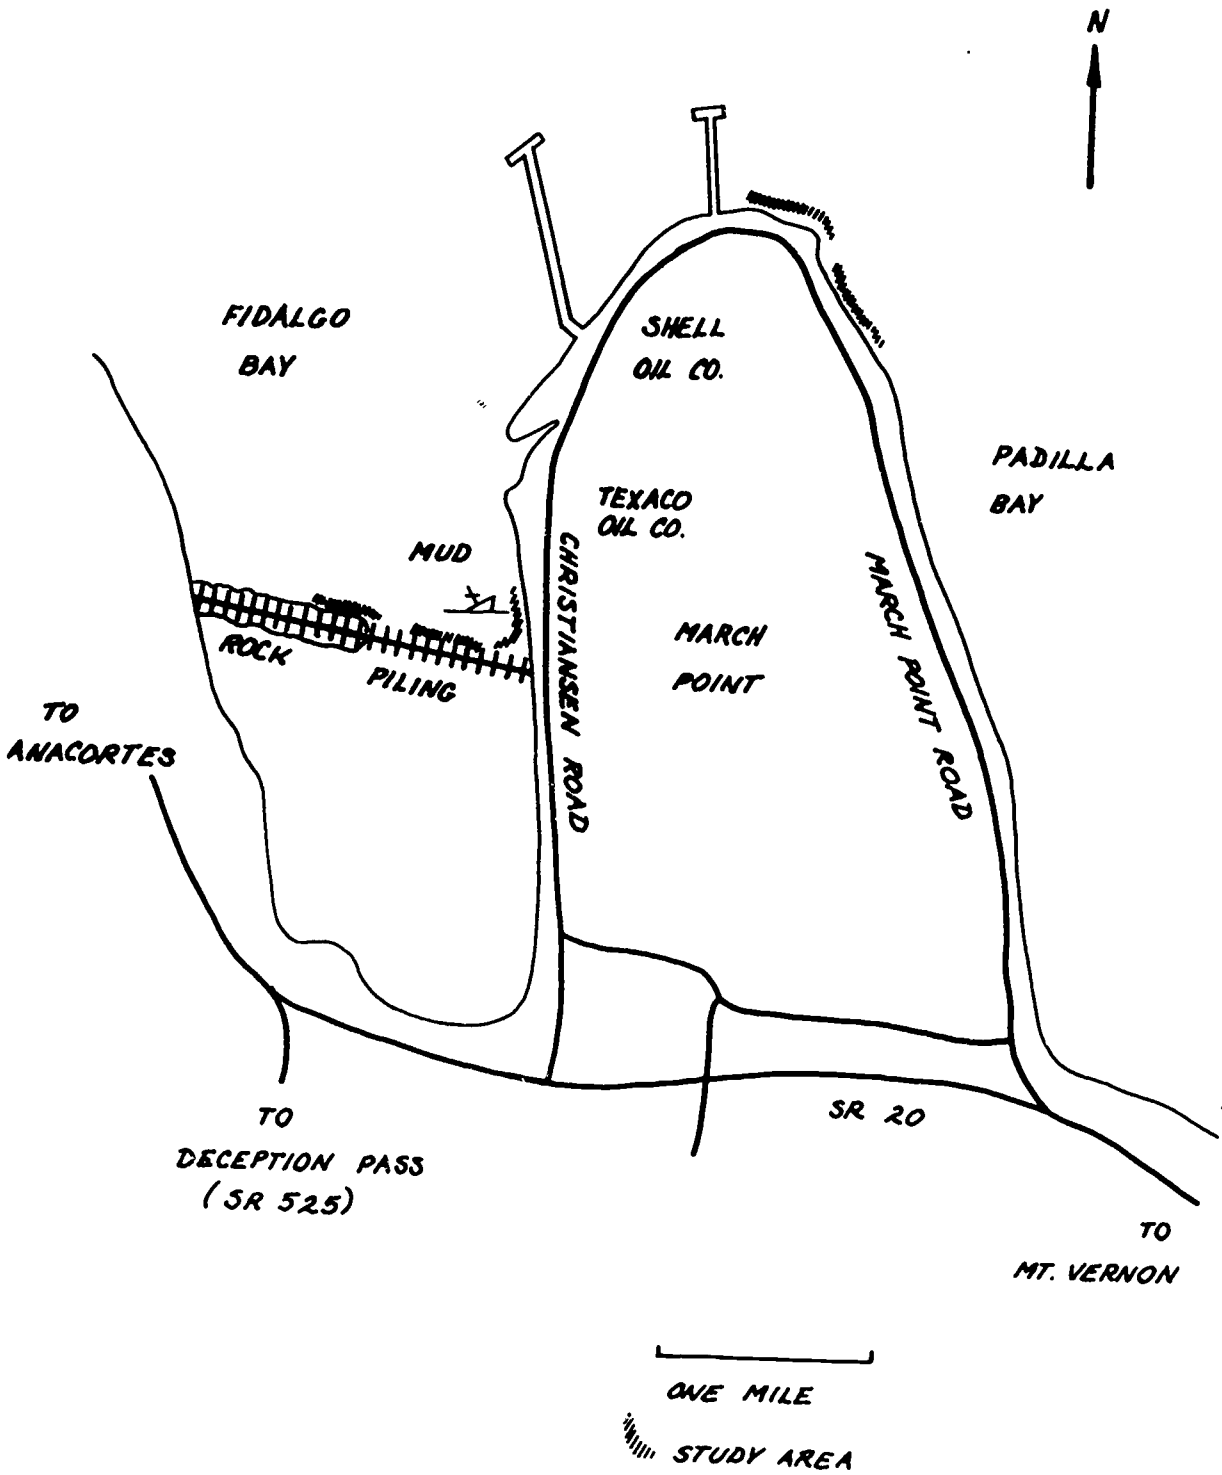 N
FIDALGO
BAY
SHELL
OIL CO.
PADILLA
BAY
TEXACO
OIL CO.
MUD
CHRISTIANSEN ROAD
MARCH POINT ROAD
MARCH
POINT
ROCK
PILING
TO
ANACORTES
SR 20
TO
DECEPTION PASS
(SR 525)
TO
MT. VERNON
ONE MILE
STUDY AREA